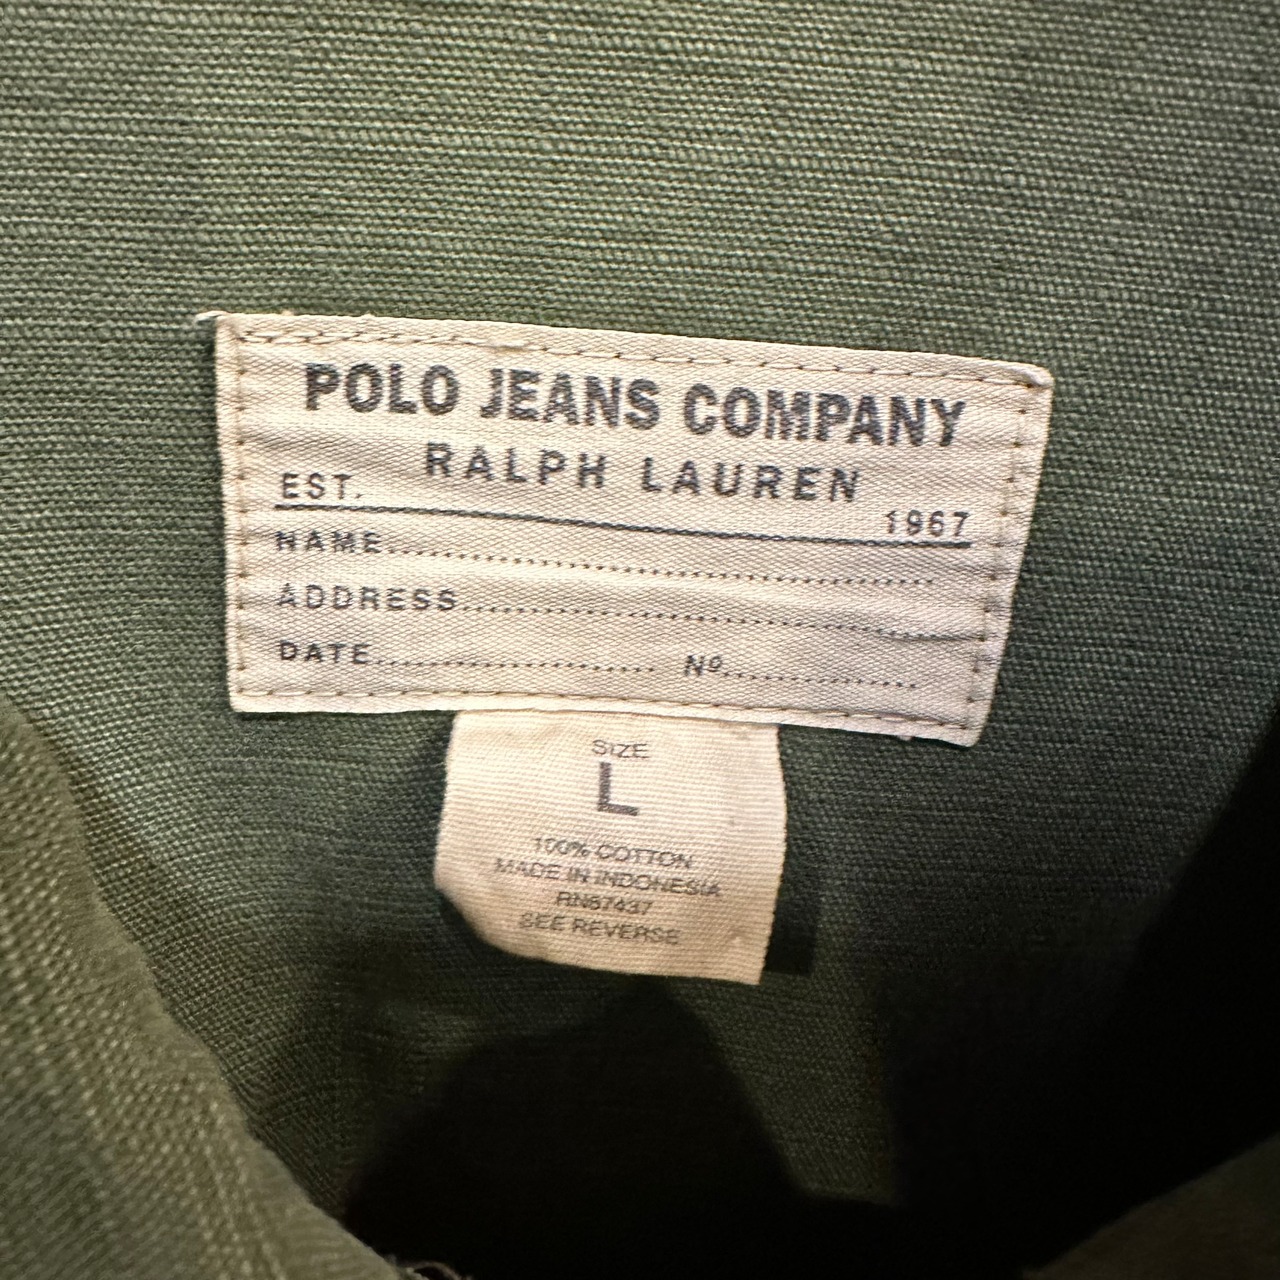 POLO JEANS COMPANY
RALPH LAUREN
EST. 1967
NAME..........................................................
ADDRESS..................................................
DATE.............................. Nº.....................
SIZE
L
100% COTTON
MADE IN INDONESIA
RN87437
SEE REVERSE